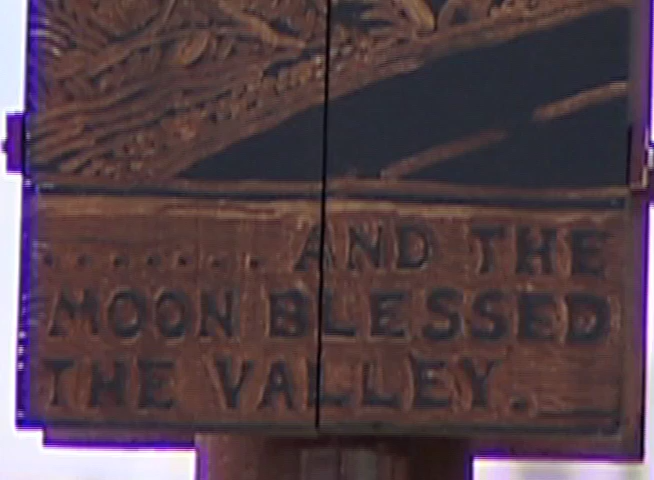 ........ AND THE
MOON BLESSED
THE VALLEY.